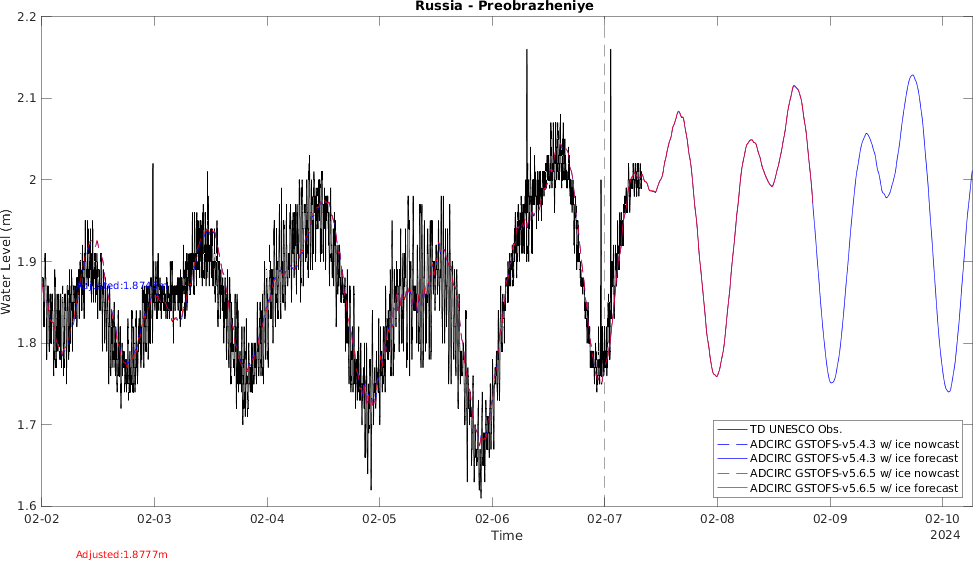 Russia - Preobrazheniye
2.2
2.1
2
1.9
1.8
1.7
1.6
Water Level (m)
TD UNESCO Obs.
ADCIRC GSTOFS-v5.4.3 w/ ice nowcast
ADCIRC GSTOFS-v5.4.3 w/ ice forecast
ADCIRC GSTOFS-v5.6.5 w/ ice nowcast
ADCIRC GSTOFS-v5.6.5 w/ ice forecast
02-02 02-03 02-04 02-05 02-06 02-07 02-08 02-09 02-10
Time
2024
Adjusted:1.8777m